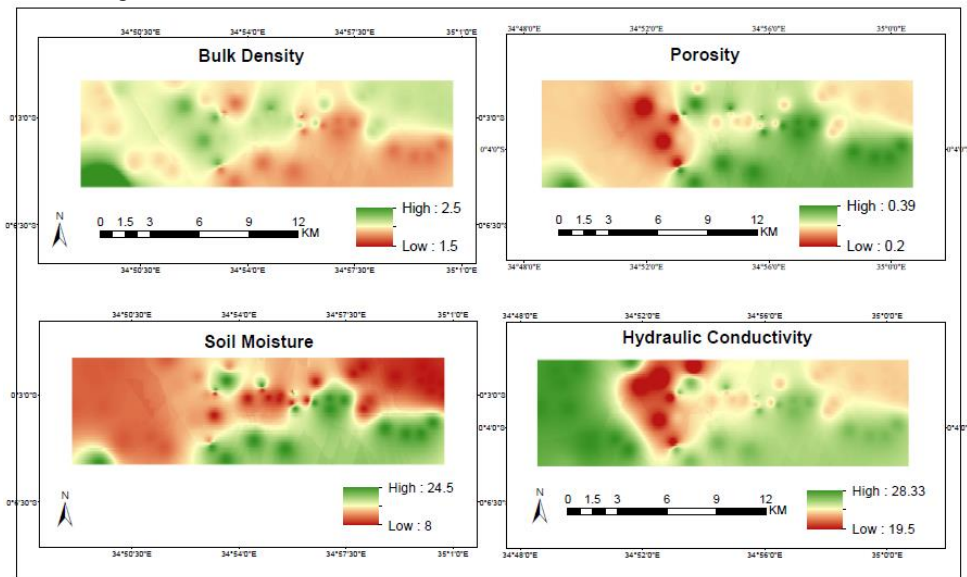 34°50'30"E 34°54'0"E 34°57'30"E 35°1'0"E
Bulk Density
0°3'0"S
0°6'30"S
N
0 1.5 3 6 9 12
KM
High : 2.5
Low : 1.5
34°50'30"E 34°54'0"E 34°57'30"E 35°1'0"E
34°48'0"E 34°52'0"E 34°56'0"E 35°0'0"E
Porosity
0°4'0"S 0°4'0"S
0 1.5 3 6 9 12
KM
High : 0.39
Low : 0.2
34°48'0"E 34°52'0"E 34°56'0"E 35°0'0"E
34°50'30"E 34°54'0"E 34°57'30"E 35°1'0"E
Soil Moisture
0°3'0"S
0°6'30"S
N
High : 24.5
Low : 8
34°50'30"E 34°54'0"E 34°57'30"E 35°1'0"E
34°48'0"E 34°52'0"E 34°56'0"E 35°0'0"E
Hydraulic Conductivity
0°4'0"S 0°4'0"S
N
0 1.5 3 6 9 12
KM
High : 28.33
Low : 19.5
34°48'0"E 34°52'0"E 34°56'0"E 35°0'0"E